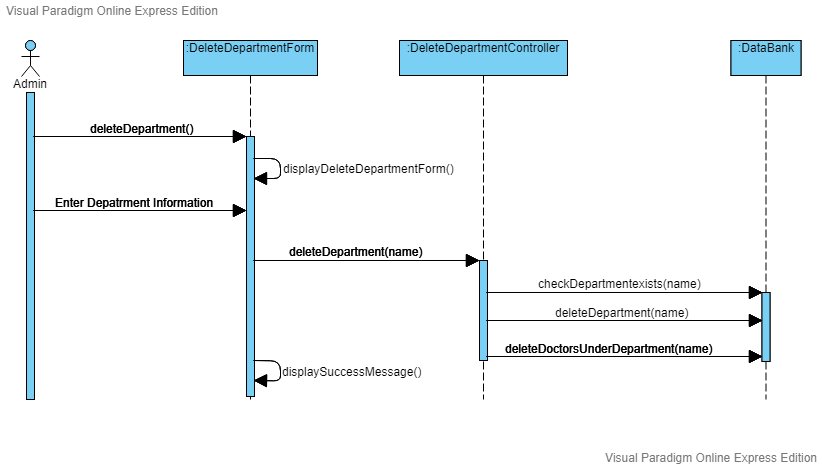 Visual Paradigm Online Express Edition
:DeleteDepartmentForm
:DeleteDepartmentController
:DataBank
Admin
deleteDepartment()
displayDeleteDepartmentForm()
Enter Depatrment Information
deleteDepartment(name)
checkDepartmentexists(name)
deleteDepartment(name)
deleteDoctorsUnderDepartment(name)
displaySuccessMessage()
Visual Paradigm Online Express Edition